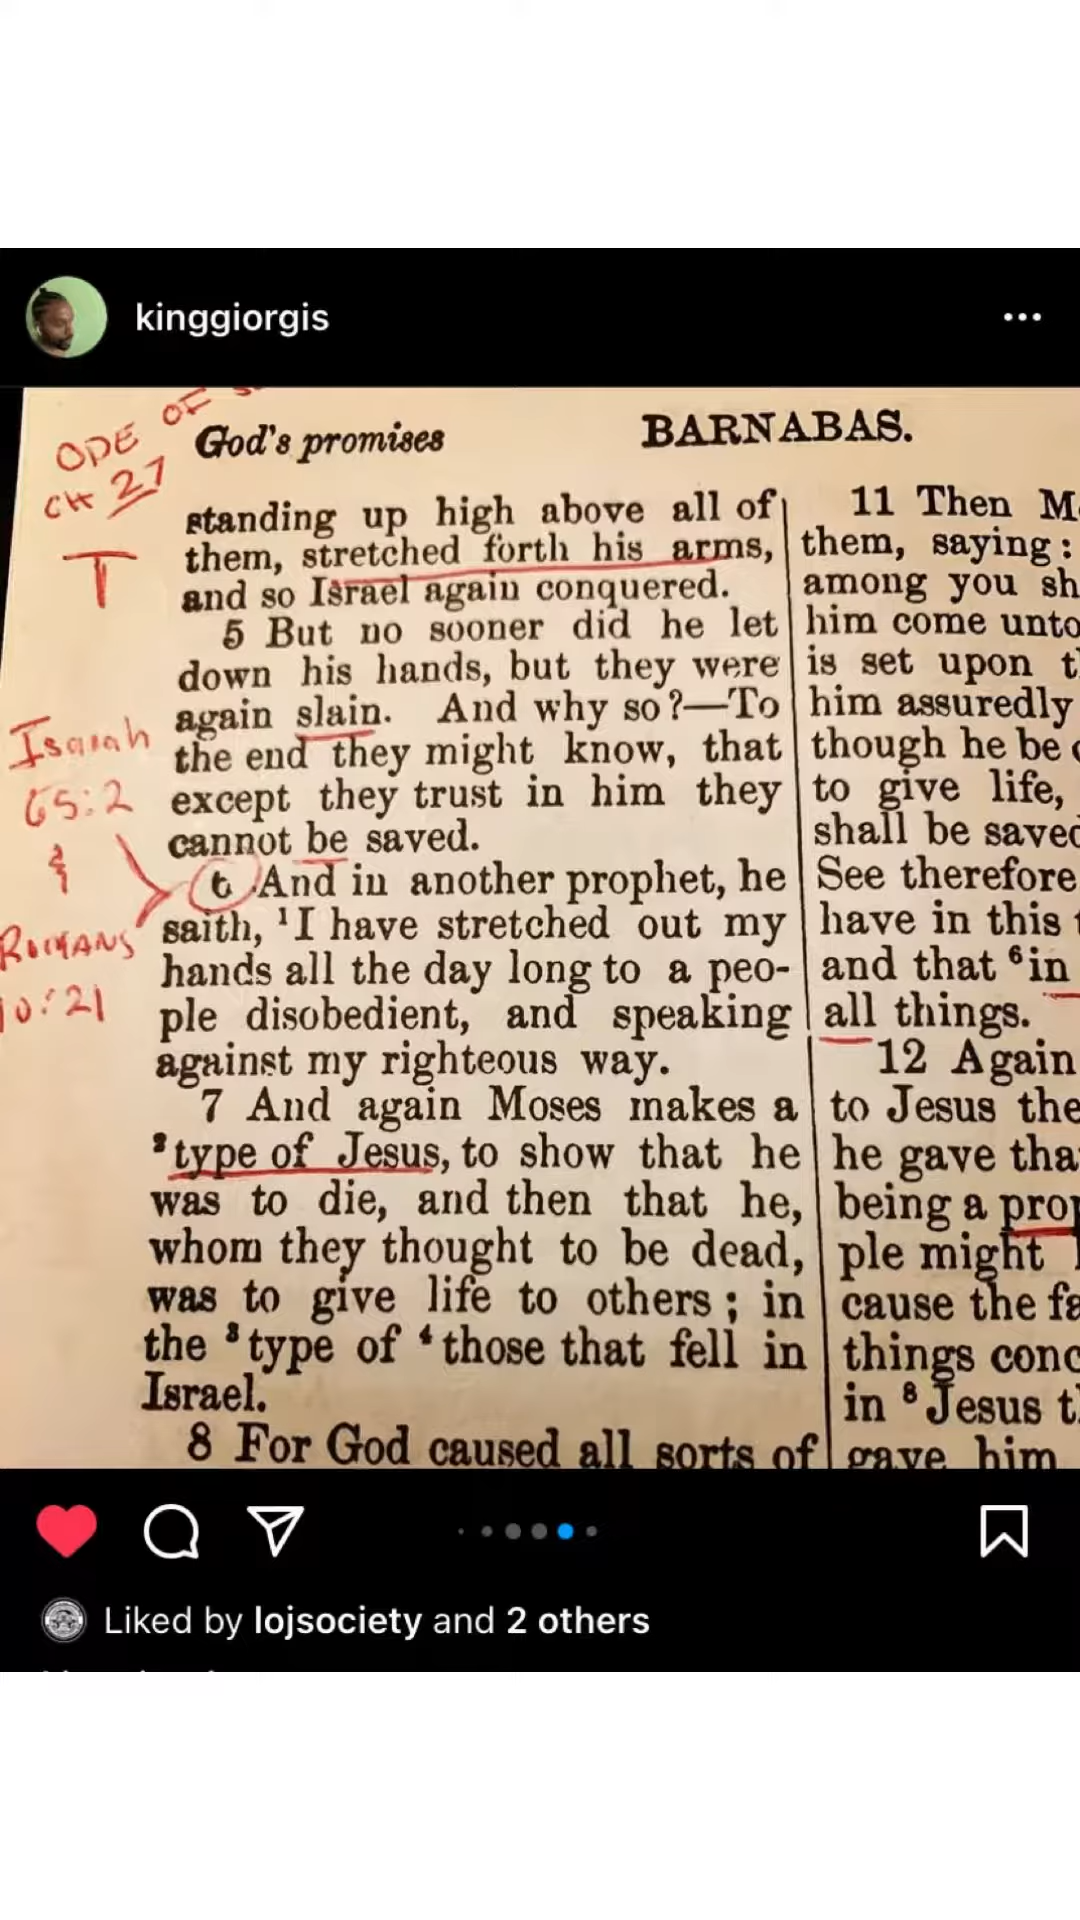 kinggiorgis
ODE OF
CH 27
T
Isaiah
65:2
&
ROMANS
10:21
God's promises
BARNABAS.
standing up high above all of
them, stretched forth his arms,
and so Israel again conquered.
5 But no sooner did he let
down his hands, but they were
again slain. And why so?—To
the end they might know, that
except they trust in him they
cannot be saved.
6 And in another prophet, he
saith, ¹I have stretched out my
hands all the day long to a peo-
ple disobedient, and speaking
against my righteous way.
7 And again Moses makes a
²type of Jesus, to show that he
was to die, and then that he,
whom they thought to be dead,
was to give life to others; in
the ³type of ⁴those that fell in
Israel.
8 For God caused all sorts of
11 Then
them, saying:
among you
him come unto
is set upon
him assuredly
though he be
to give life,
shall be saved
See therefore
have in this
and that ⁶in
all things.
12 Again
to Jesus the
he gave
being a
ple might
cause the
things
in ⁸Jesus
gave him
Liked by lojsociety and 2 others